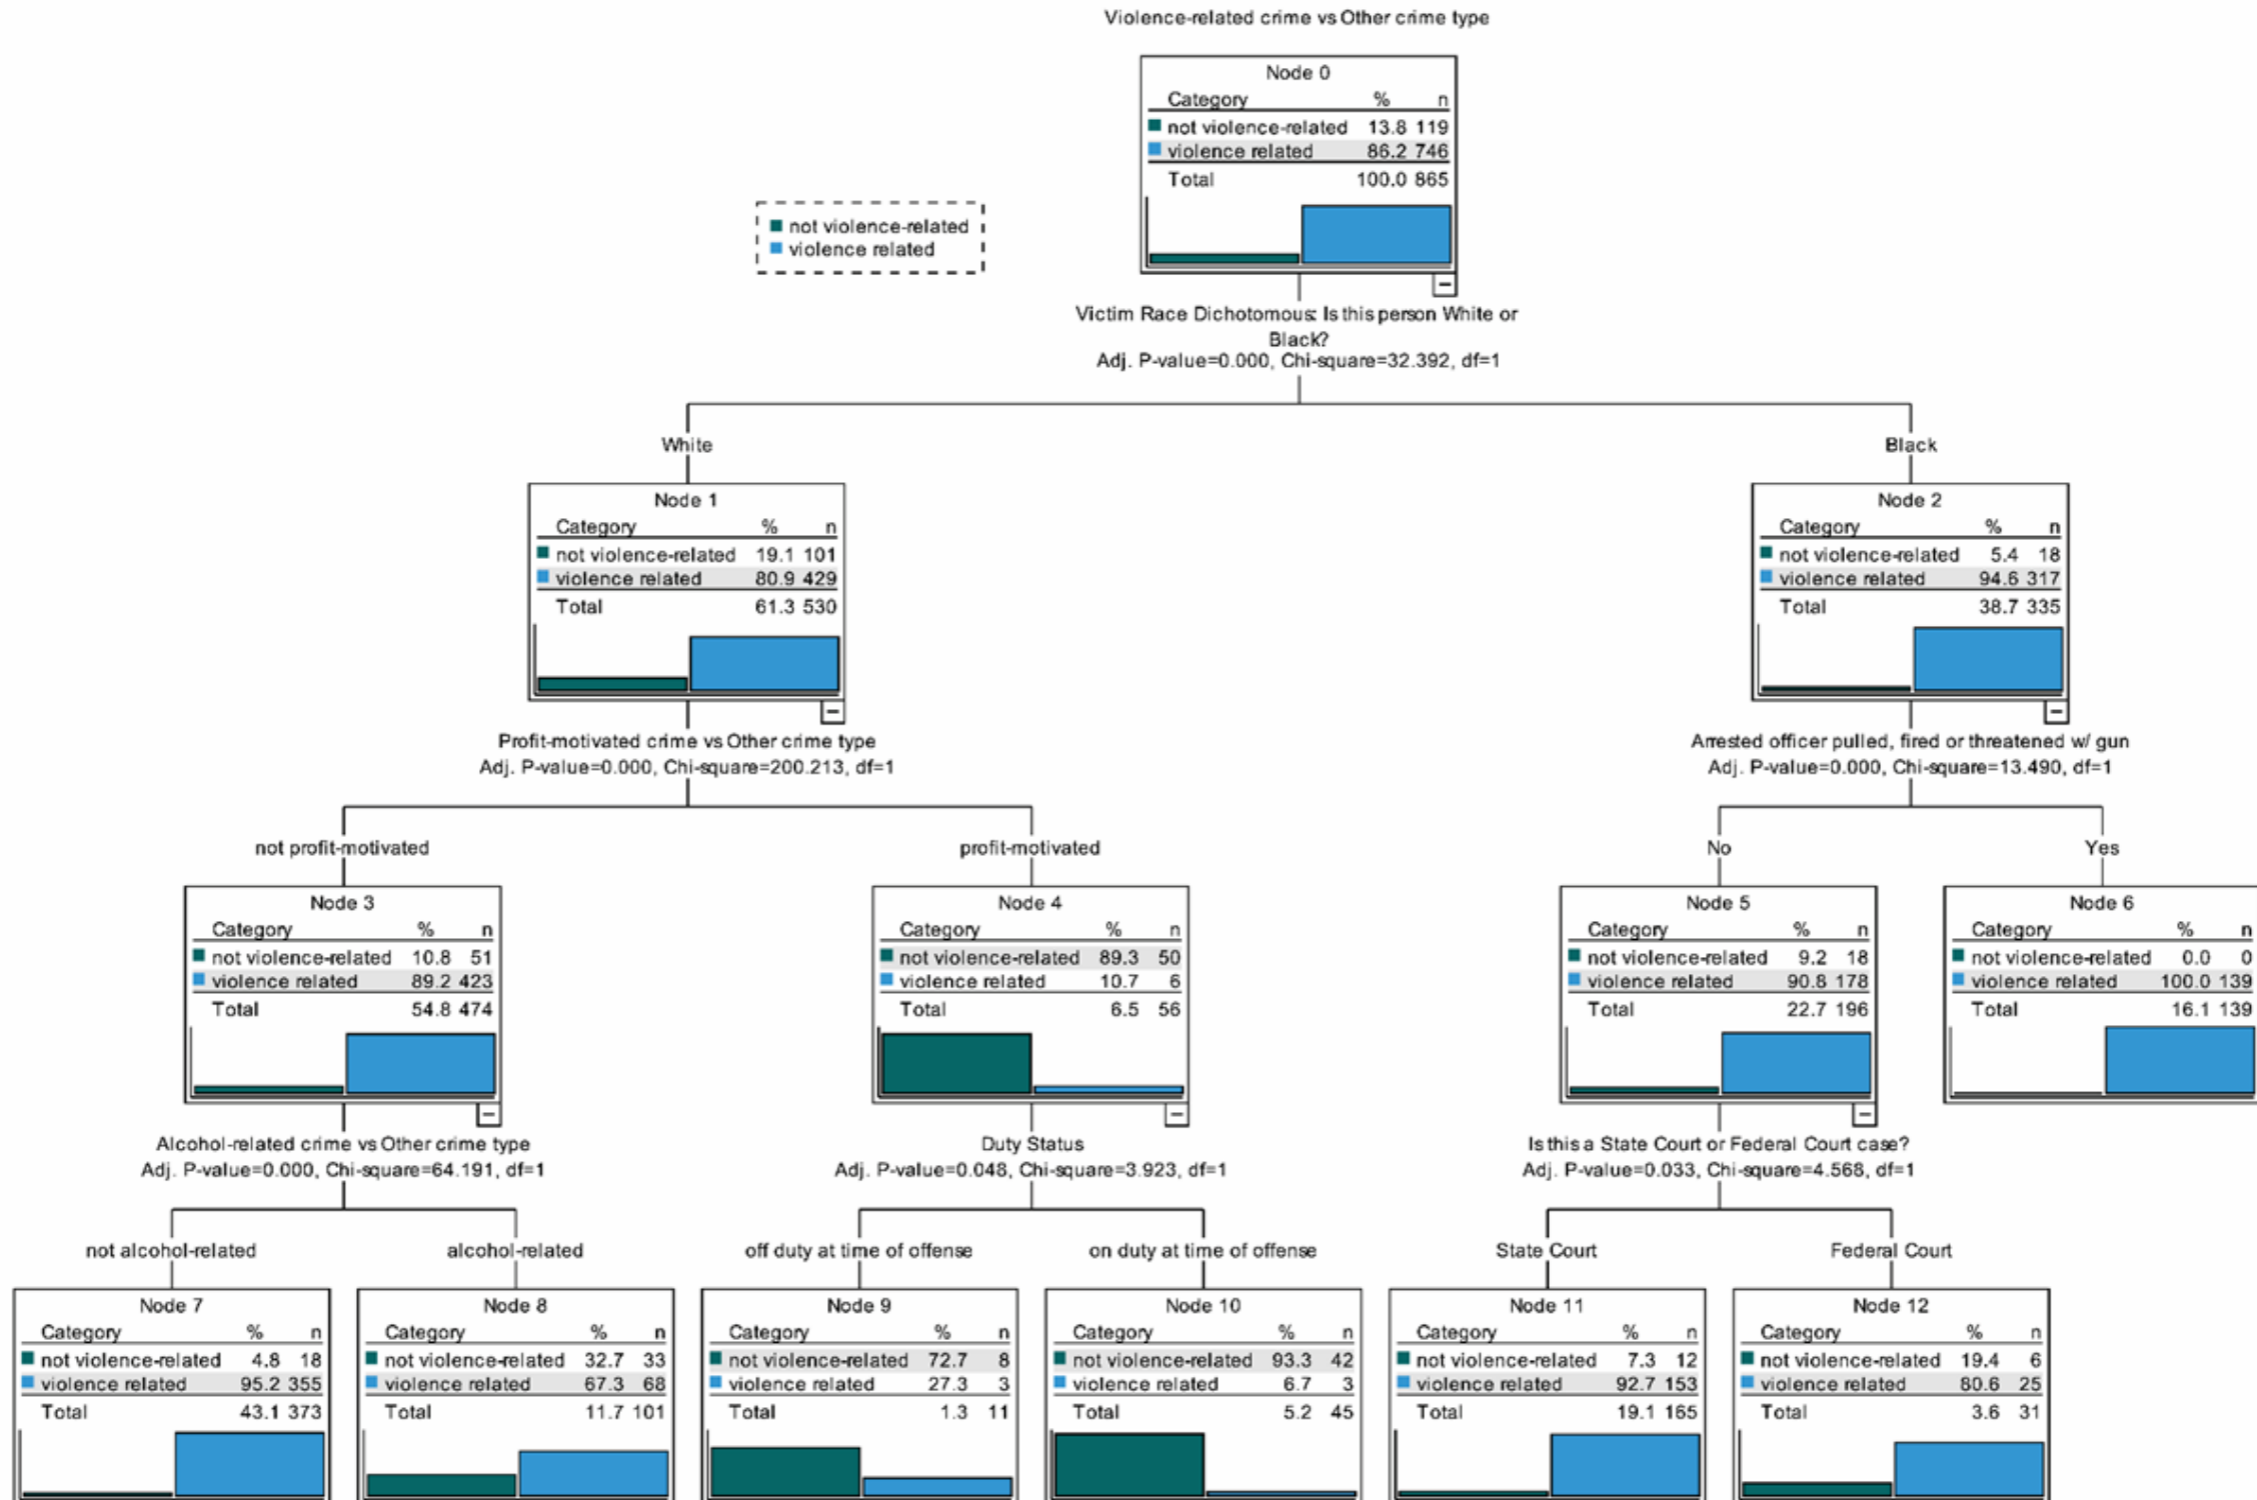 Violence-related crime vs Other crime type
Node 0
Category % n
not violence-related 13.8 119
violence related 86.2 746
Total 100.0 865
not violence-related
violence related
Victim Race Dichotomous: Is this person White or
Black?
Adj. P-value=0.000, Chi-square=32.392, df=1
White
Black
Node 1
Category % n
not violence-related 19.1 101
violence related 80.9 429
Total 61.3 530
Node 2
Category % n
not violence-related 5.4 18
violence related 94.6 317
Total 38.7 335
Profit-motivated crime vs Other crime type
Adj. P-value=0.000, Chi-square=200.213, df=1
Arrested officer pulled, fired or threatened w/ gun
Adj. P-value=0.000, Chi-square=13.490, df=1
not profit-motivated
profit-motivated
No
Yes
Node 3
Category % n
not violence-related 10.8 51
violence related 89.2 423
Total 54.8 474
Node 4
Category % n
not violence-related 89.3 50
violence related 10.7 6
Total 6.5 56
Node 5
Category % n
not violence-related 9.2 18
violence related 90.8 178
Total 22.7 196
Node 6
Category % n
not violence-related 0.0 0
violence related 100.0 139
Total 16.1 139
Alcohol-related crime vs Other crime type
Adj. P-value=0.000, Chi-square=64.191, df=1
Duty Status
Adj. P-value=0.048, Chi-square=3.923, df=1
Is this a State Court or Federal Court case?
Adj. P-value=0.033, Chi-square=4.568, df=1
not alcohol-related
alcohol-related
off duty at time of offense
on duty at time of offense
State Court
Federal Court
Node 7
Category % n
not violence-related 4.8 18
violence related 95.2 355
Total 43.1 373
Node 8
Category % n
not violence-related 32.7 33
violence related 67.3 68
Total 11.7 101
Node 9
Category % n
not violence-related 72.7 8
violence related 27.3 3
Total 1.3 11
Node 10
Category % n
not violence-related 93.3 42
violence related 6.7 3
Total 5.2 45
Node 11
Category % n
not violence-related 7.3 12
violence related 92.7 153
Total 19.1 165
Node 12
Category % n
not violence-related 19.4 6
violence related 80.6 25
Total 3.6 31